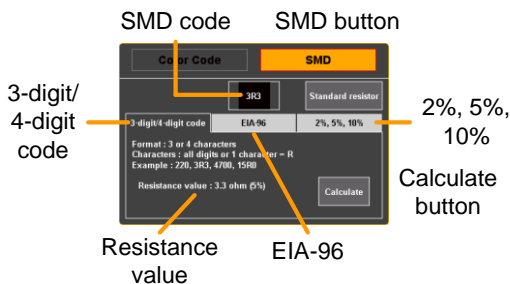 SMD code
SMD button
Color Code
SMD
3R3
Standard resistor
3-digit/
4-digit
code
3-digit/4-digit code
EIA-96
2%, 5%, 10%
2%, 5%,
10%
Format : 3 or 4 characters
Characters : all digits or 1 character = R
Example : 220, 3R3, 4700, 15R0
Resistance value : 3.3 ohm (5%)
Calculate
Calculate
button
Resistance
value
EIA-96